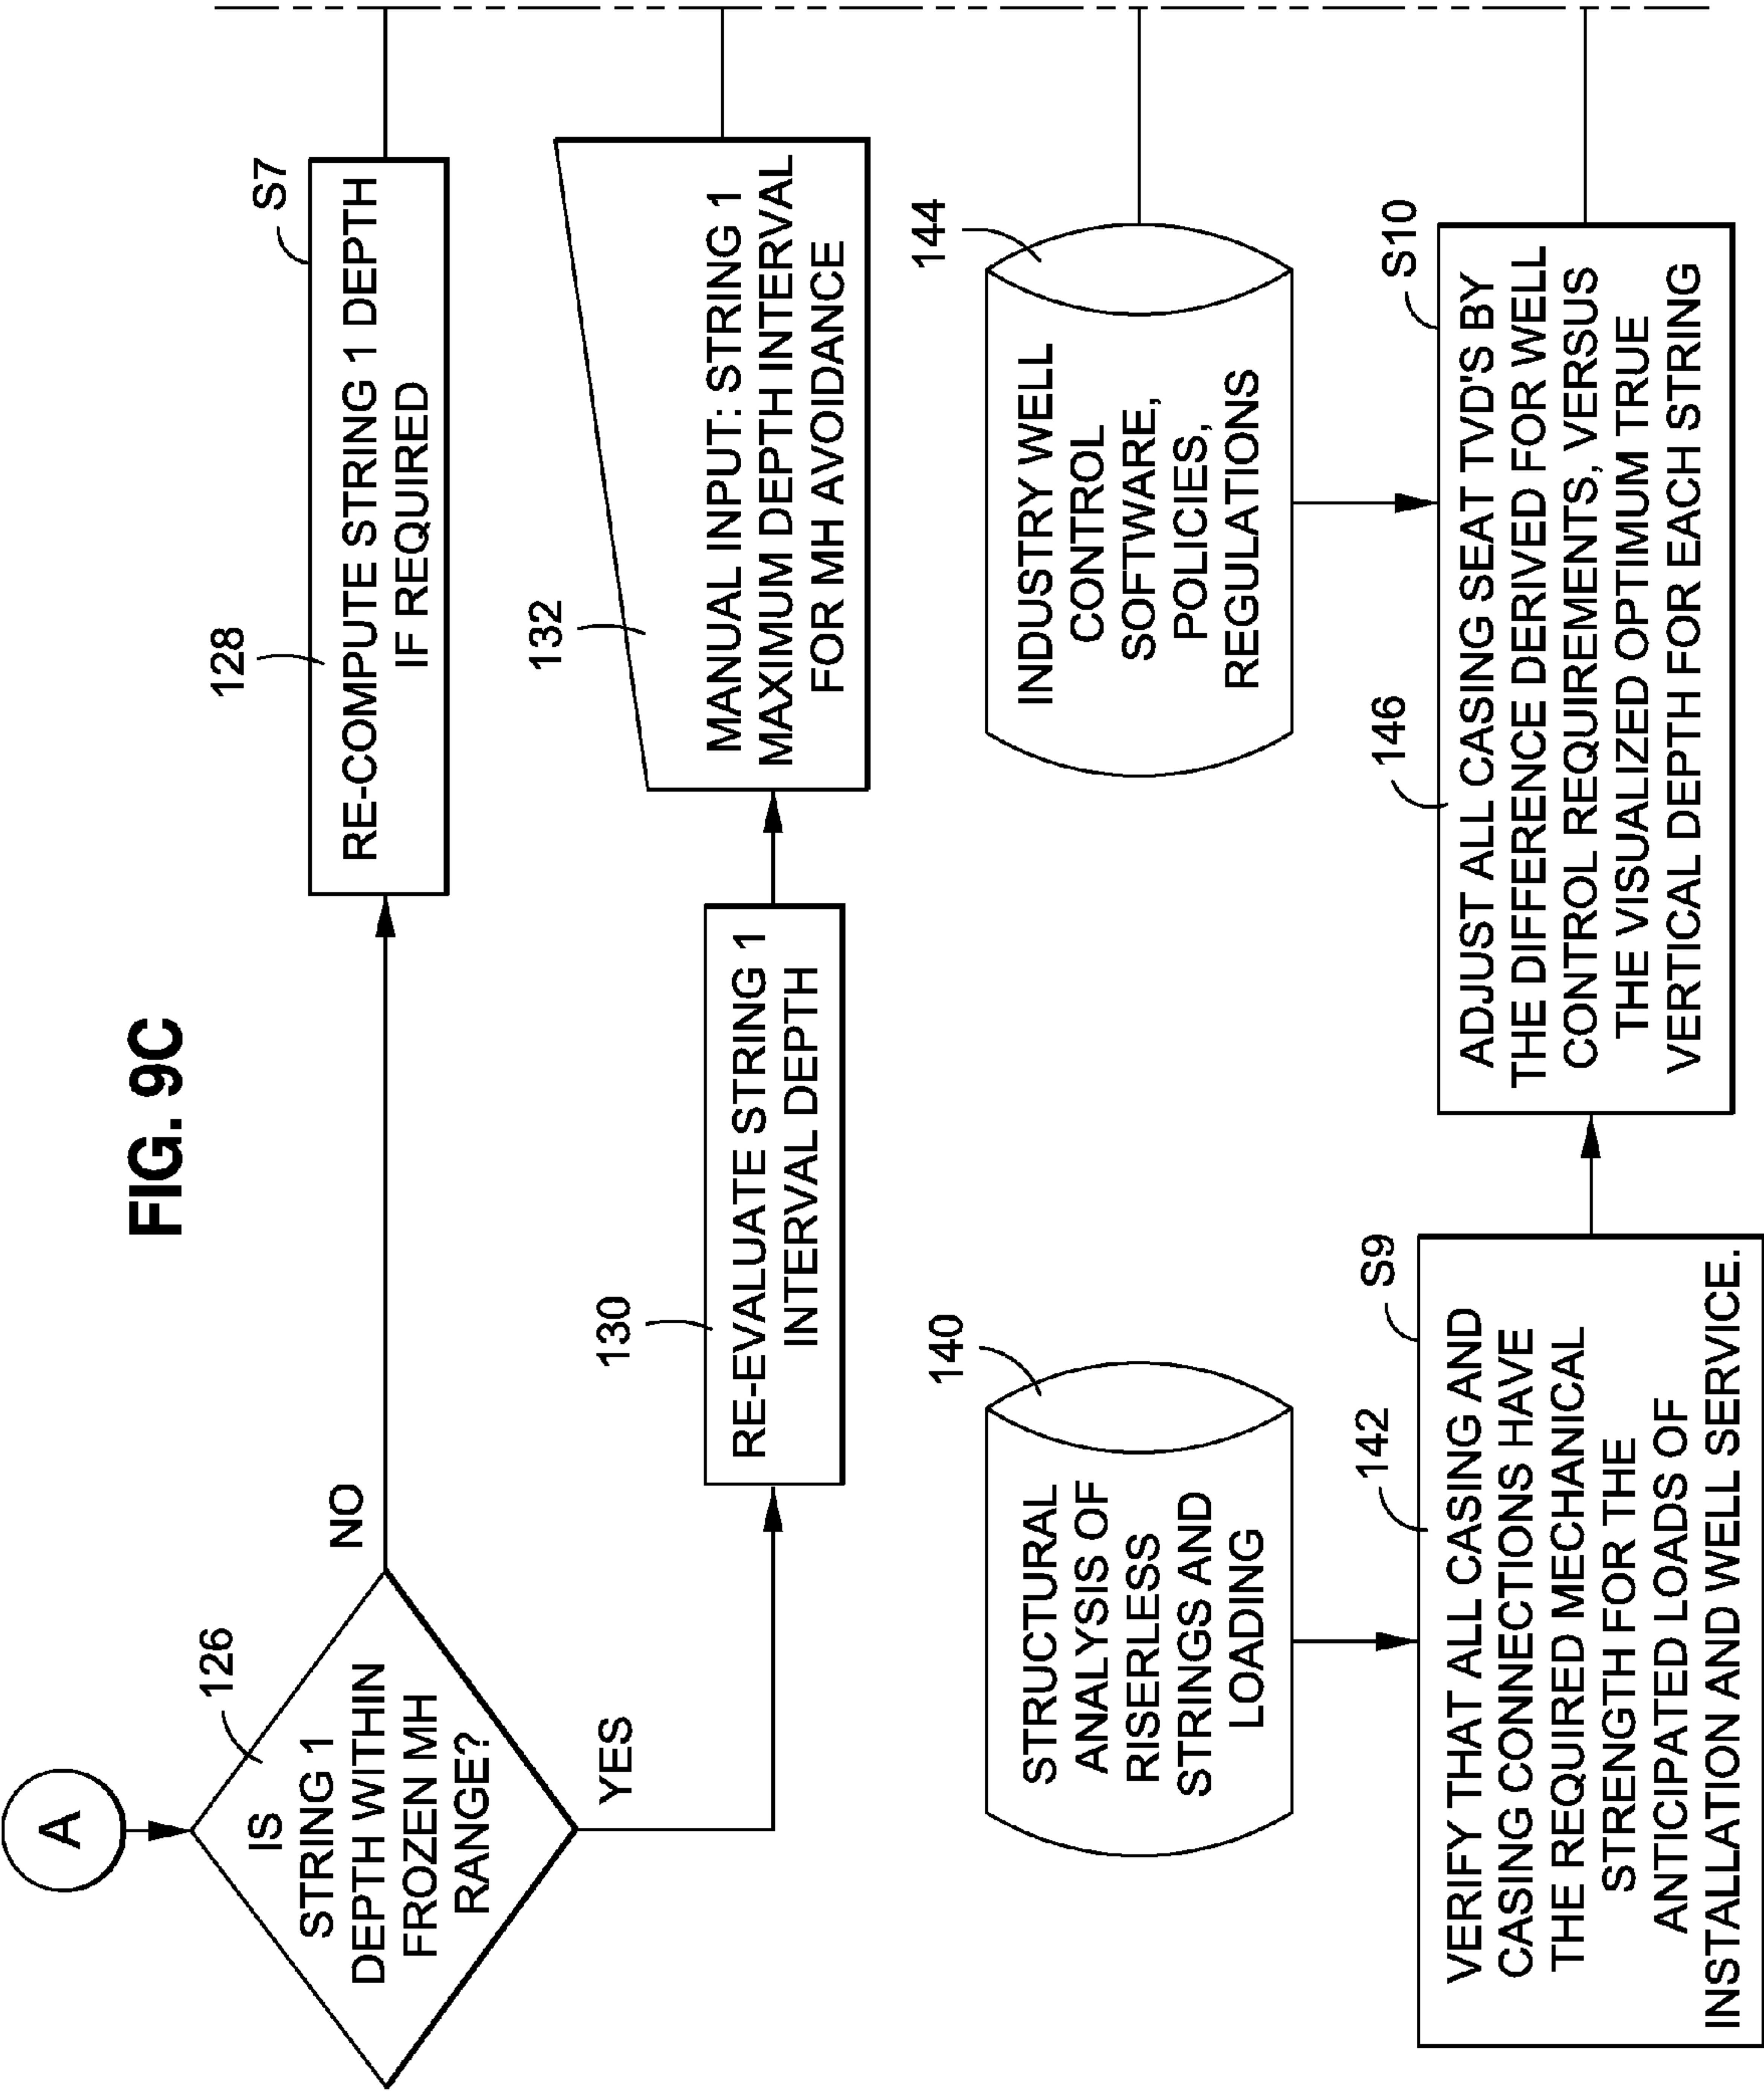 FIG. 9C
A
126
IS
STRING 1
DEPTH WITHIN
FROZEN MH
RANGE?
NO
YES
128
S7
RE-COMPUTE STRING 1 DEPTH
IF REQUIRED
130
RE-EVALUATE STRING 1
INTERVAL DEPTH
132
MANUAL INPUT: STRING 1
MAXIMUM DEPTH INTERVAL
FOR MH AVOIDANCE
140
STRUCTURAL
ANALYSIS OF
RISERLESS
STRINGS AND
LOADING
144
INDUSTRY WELL
CONTROL
SOFTWARE,
POLICIES,
REGULATIONS
142
S9
VERIFY THAT ALL CASING AND
CASING CONNECTIONS HAVE
THE REQUIRED MECHANICAL
STRENGTH FOR THE
ANTICIPATED LOADS OF
INSTALLATION AND WELL SERVICE.
146
S10
ADJUST ALL CASING SEAT TVD'S BY
THE DIFFERENCE DERIVED FOR WELL
CONTROL REQUIREMENTS, VERSUS
THE VISUALIZED OPTIMUM TRUE
VERTICAL DEPTH FOR EACH STRING